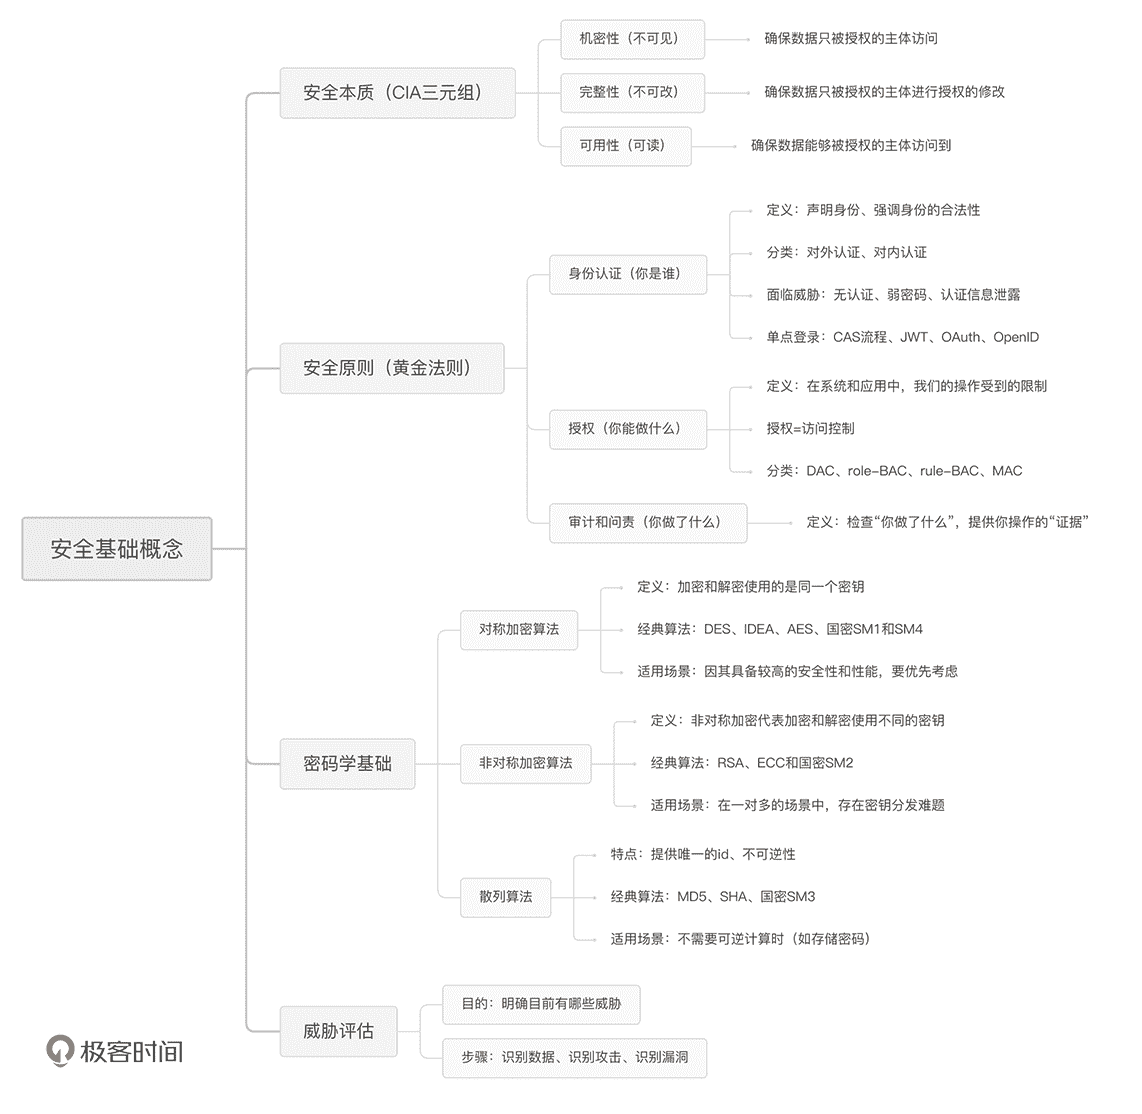 安全基础概念
安全本质（CIA三元组）
机密性（不可见）
确保数据只被授权的主体访问
完整性（不可改）
确保数据只被授权的主体进行授权的修改
可用性（可读）
确保数据能够被授权的主体访问到
安全原则（黄金法则）
身份认证（你是谁）
定义：声明身份、强调身份的合法性
分类：对外认证、对内认证
面临威胁：无认证、弱密码、认证信息泄露
单点登录：CAS流程、JWT、OAuth、OpenID
授权（你能做什么）
定义：在系统和应用中，我们的操作受到的限制
授权=访问控制
分类：DAC、role-BAC、rule-BAC、MAC
审计和问责（你做了什么）
定义：检查“你做了什么”，提供你操作的“证据”
密码学基础
对称加密算法
定义：加密和解密使用的是同一个密钥
经典算法：DES、IDEA、AES、国密SM1和SM4
适用场景：因其具备较高的安全性和性能，要优先考虑
非对称加密算法
定义：非对称加密代表加密和解密使用不同的密钥
经典算法：RSA、ECC和国密SM2
适用场景：在一对多的场景中，存在密钥分发难题
散列算法
特点：提供唯一的id、不可逆性
经典算法：MD5、SHA、国密SM3
适用场景：不需要可逆计算时（如存储密码）
威胁评估
目的：明确目前有哪些威胁
步骤：识别数据、识别攻击、识别漏洞
极客时间